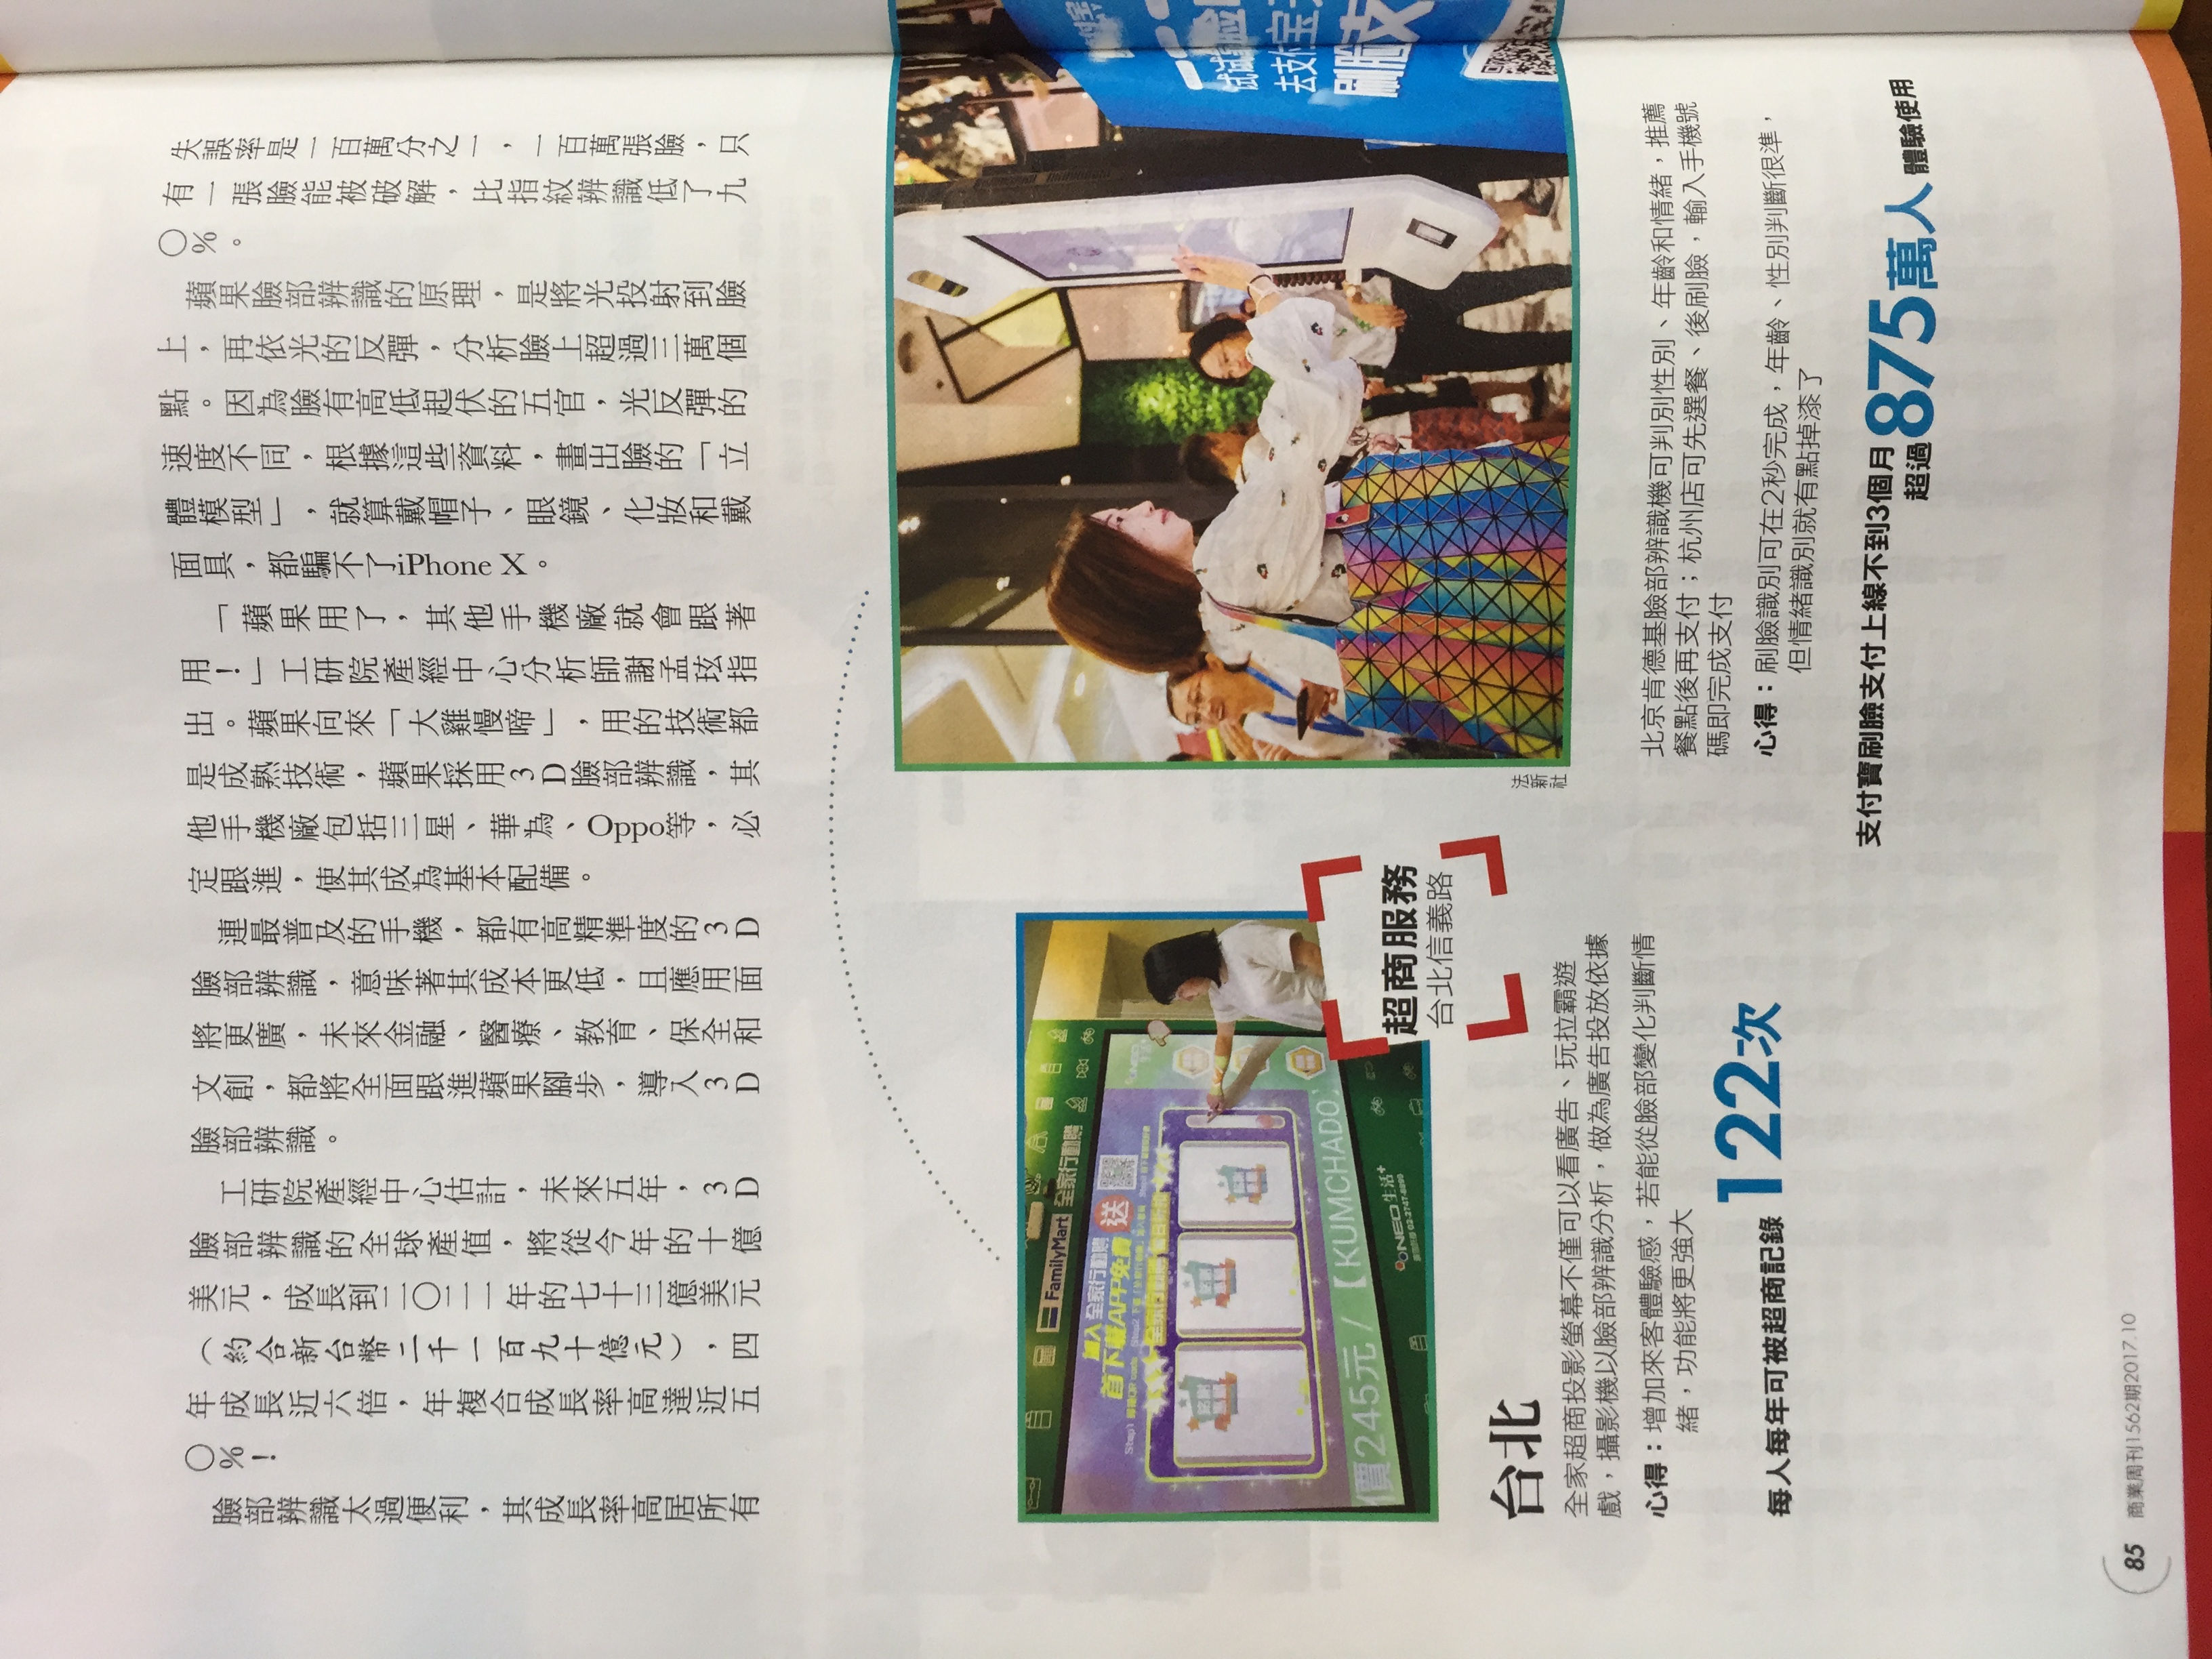 失誤率是一百萬分之一，一百萬張臉，只
有一張臉能被破解，比指紋辨識低了九
〇％。
蘋果臉部辨識的原理，是將光投射到臉
上，再依光的反彈，分析臉上超過三萬個
點。因為臉有高低起伏的五官，光反彈的
速度不同，根據這些資料，畫出臉的「立
體模型」，就算戴帽子、眼鏡、化妝和戴
面具，都騙不了iPhone X。
「蘋果用了，其他手機廠就會跟著
用！」工研院產經中心分析師謝孟玹指
出。蘋果向來「大雞慢啼」，用的技術都
是成熟技術，蘋果採用3D臉部辨識，其
他手機廠包括三星、華為、Oppo等，必
定跟進，使其成為基本配備。
連最普及的手機，都有高精準度的3D
臉部辨識，意味著其成本更低，且應用面
將更廣，未來金融、醫療、教育、保全和
文創，都將全面跟進蘋果腳步，導入3D
臉部辨識。
工研院產經中心估計，未來五年，3D
臉部辨識的全球產值，將從今年的十億
美元，成長到二〇二一年的七十三億美元
（約合新台幣二千一百九十億元），四
年成長近六倍，年複合成長率高達近五
〇％！
臉部辨識太過便利，其成長率高居所有
FamilyMart 全家行動購
加入 全家行動購
首下載APP免費 送
價245元 / 【KUMCHADO】
NEO生活+
02-2747-6899
超商服務
台北信義路
台北
全家超商投影螢幕不僅可以看廣告、玩拉霸遊
戲，攝影機以臉部辨識分析，做為廣告投放依據
心得：增加來客體驗感，若能從臉部變化判斷情
緒，功能將更強大
每人每年可被超商記錄122次
试试
去支付宝
刷脸支
法新社
北京肯德基臉部辨識機可判別性別、年齡和情緒，推薦
餐點後再支付；杭州店可先選餐、後刷臉，輸入手機號
碼即完成支付
心得：刷臉識別可在2秒完成，年齡、性別判斷很準，
但情緒識別就有點掉漆了
支付寶刷臉支付上線不到3個月
超過875萬人 體驗使用
85 商業周刊1562期2017.10